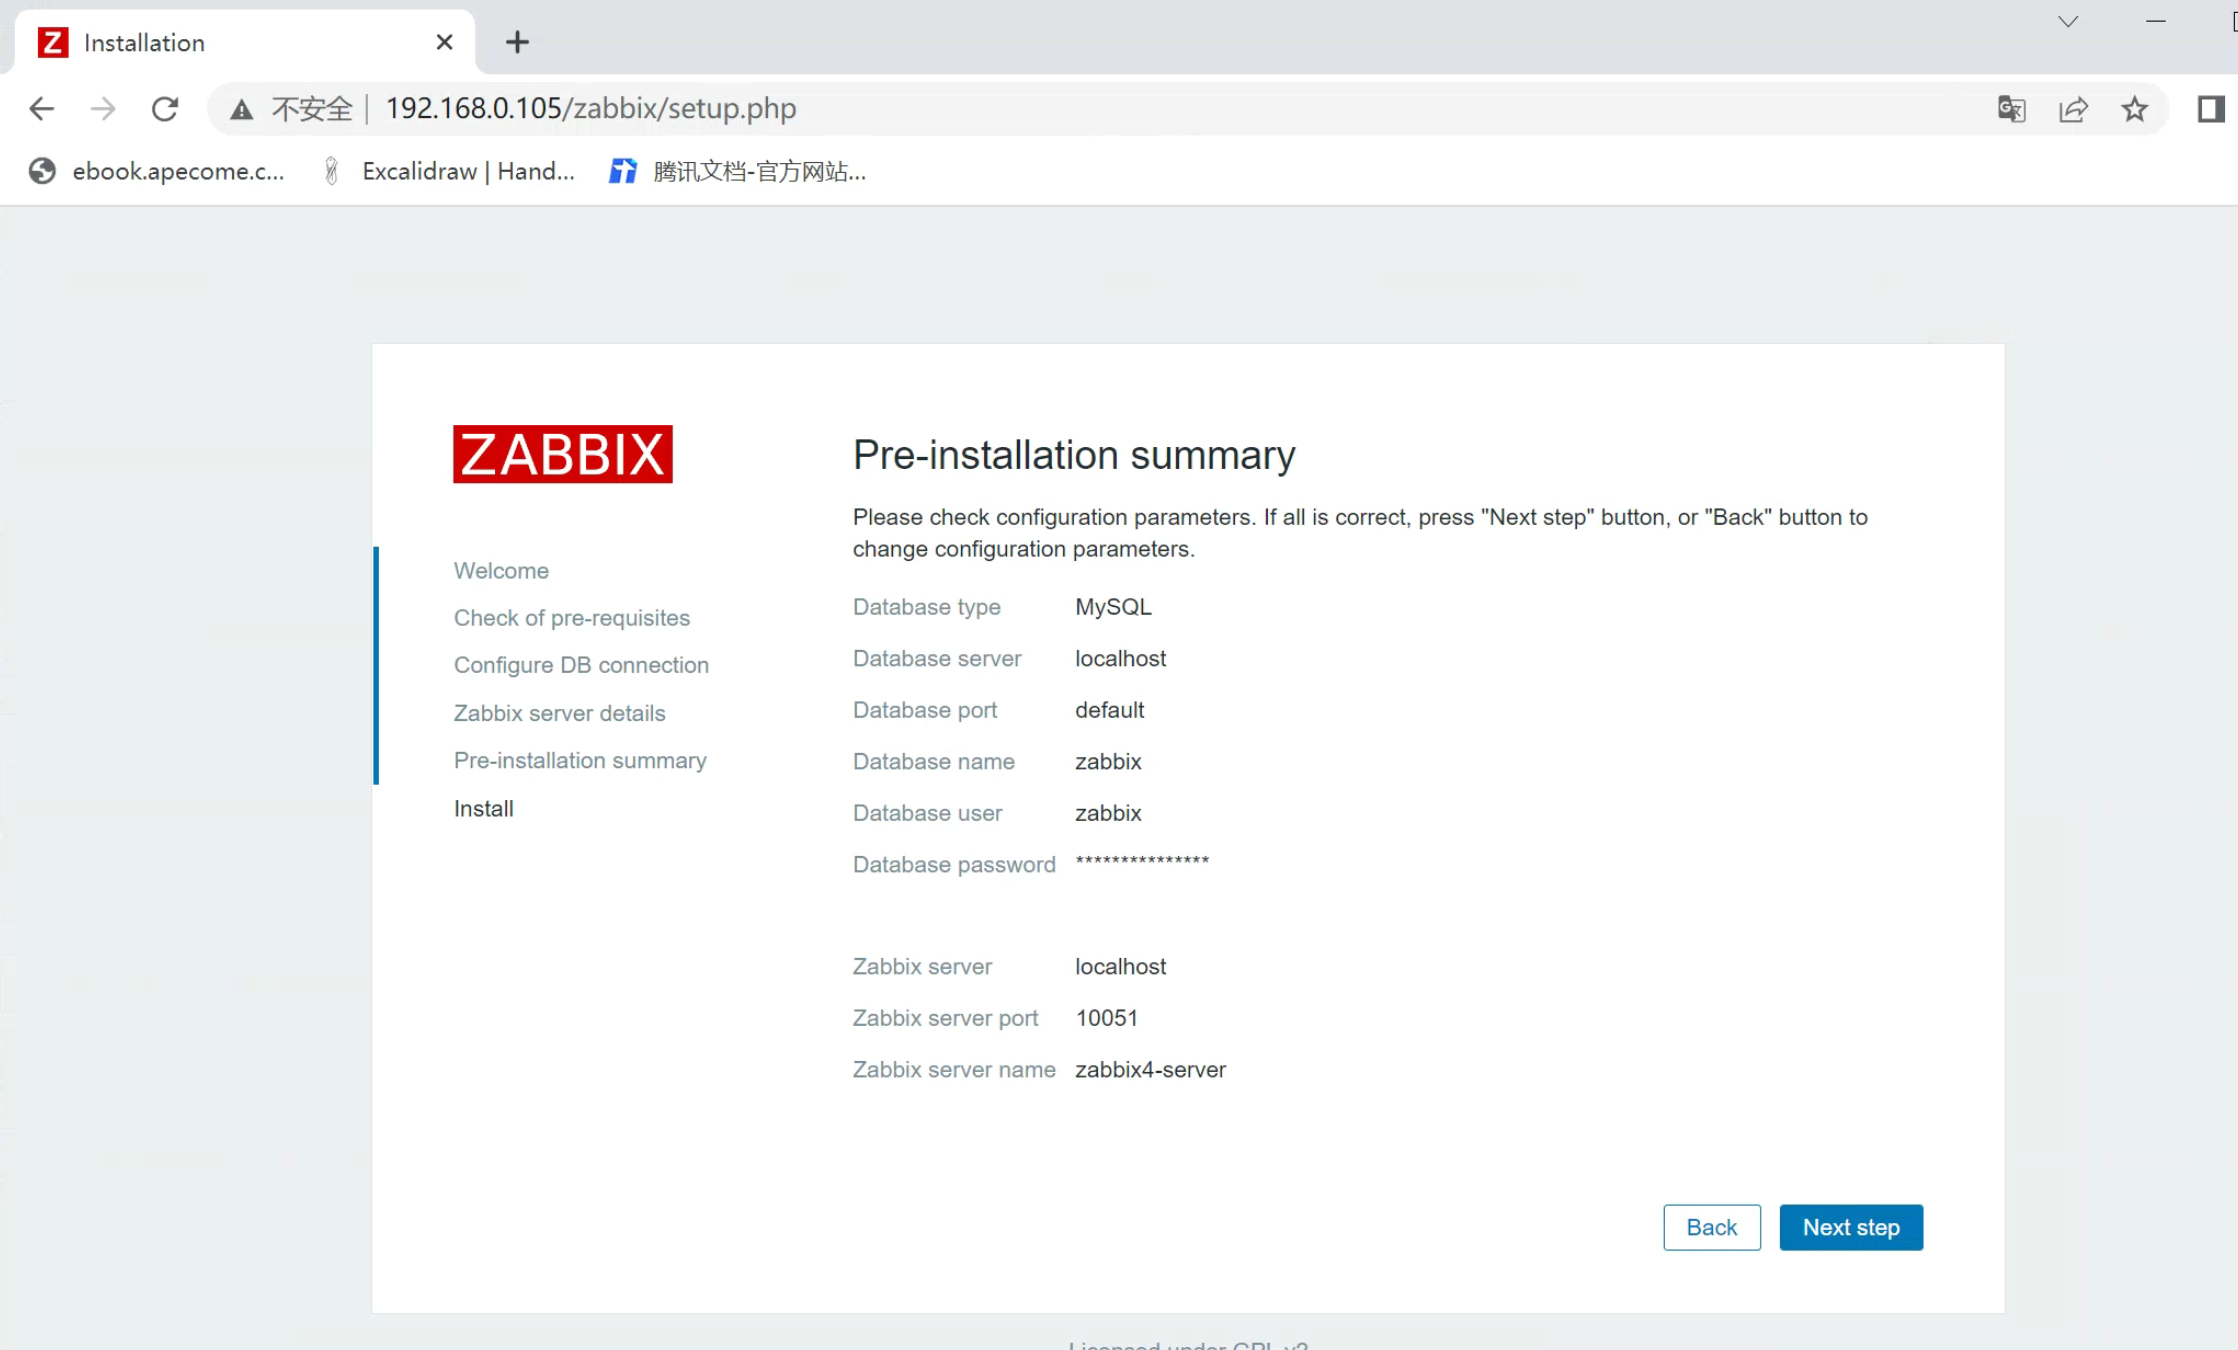 Z Installation
不安全 | 192.168.0.105/zabbix/setup.php
ebook.apecome.c... Excalidraw | Hand... 腾讯文档-官方网站...
ZABBIX
Welcome
Check of pre-requisites
Configure DB connection
Zabbix server details
Pre-installation summary
Install
Pre-installation summary
Please check configuration parameters. If all is correct, press "Next step" button, or "Back" button to
change configuration parameters.
Database type MySQL
Database server localhost
Database port default
Database name zabbix
Database user zabbix
Database password ***************
Zabbix server localhost
Zabbix server port 10051
Zabbix server name zabbix4-server
Back Next step
Licensed under GPL v2